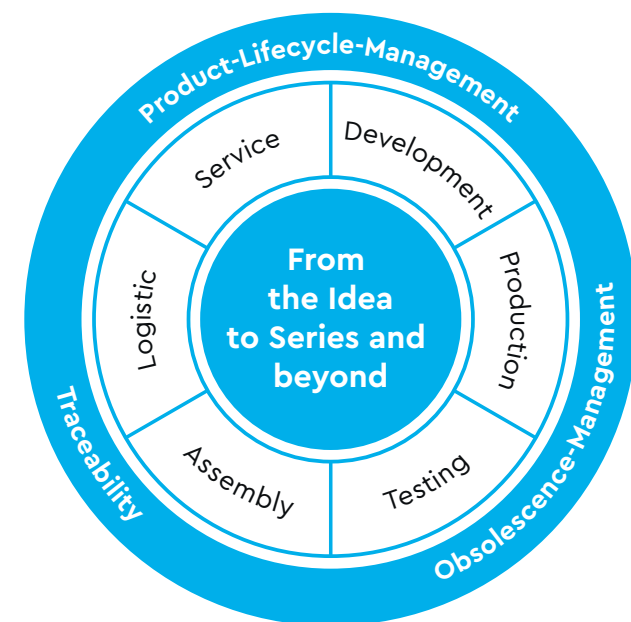 Product-Lifecycle-Management
Service
Development
Logistic
Production
Assembly
Testing
From
the Idea
to Series and
beyond
Traceability
Obsolescence-Management